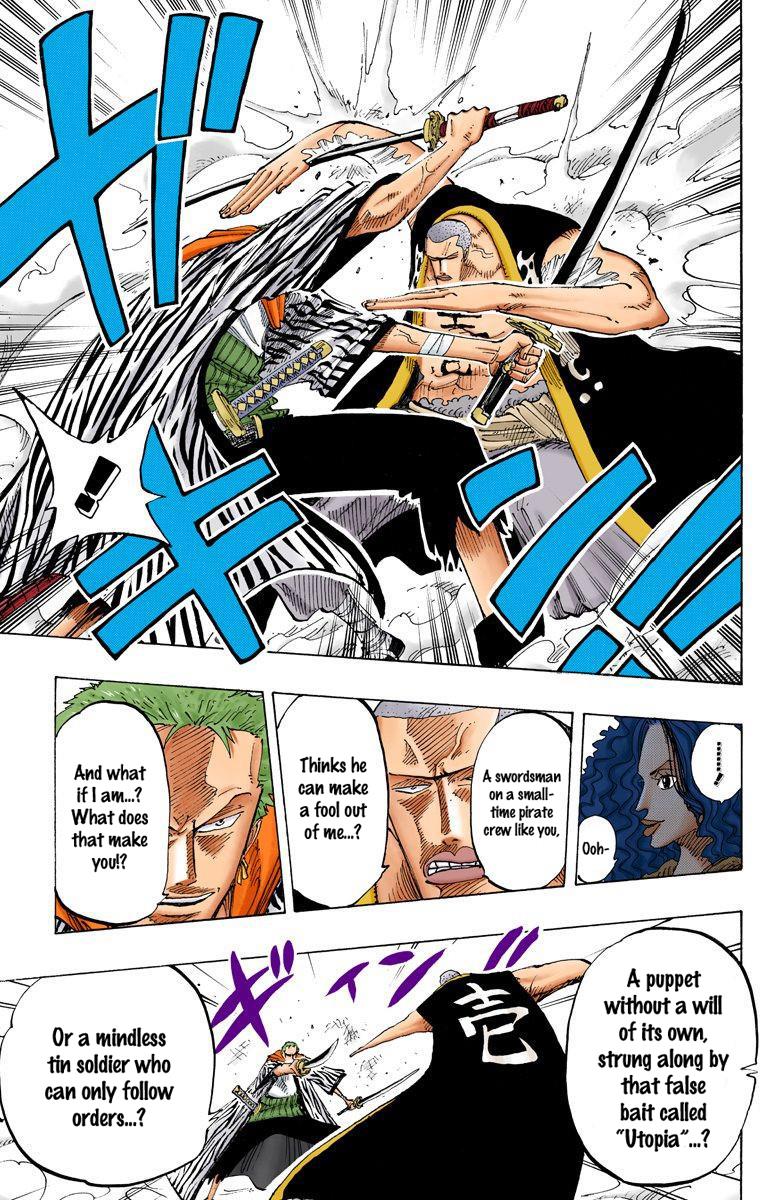 ギ
!
ギン!!
......!
Ooh-
A swordsman
on a small-
time pirate
crew like you,
Thinks he
can make
a fool out
of me...?
And what
if I am...?
What does
that make
you!?
ギィンッ
壱
A puppet
without a will
of its own,
strung along by
that false
bait called
"Utopia"...?
Or a mindless
tin soldier who
can only follow
orders...?